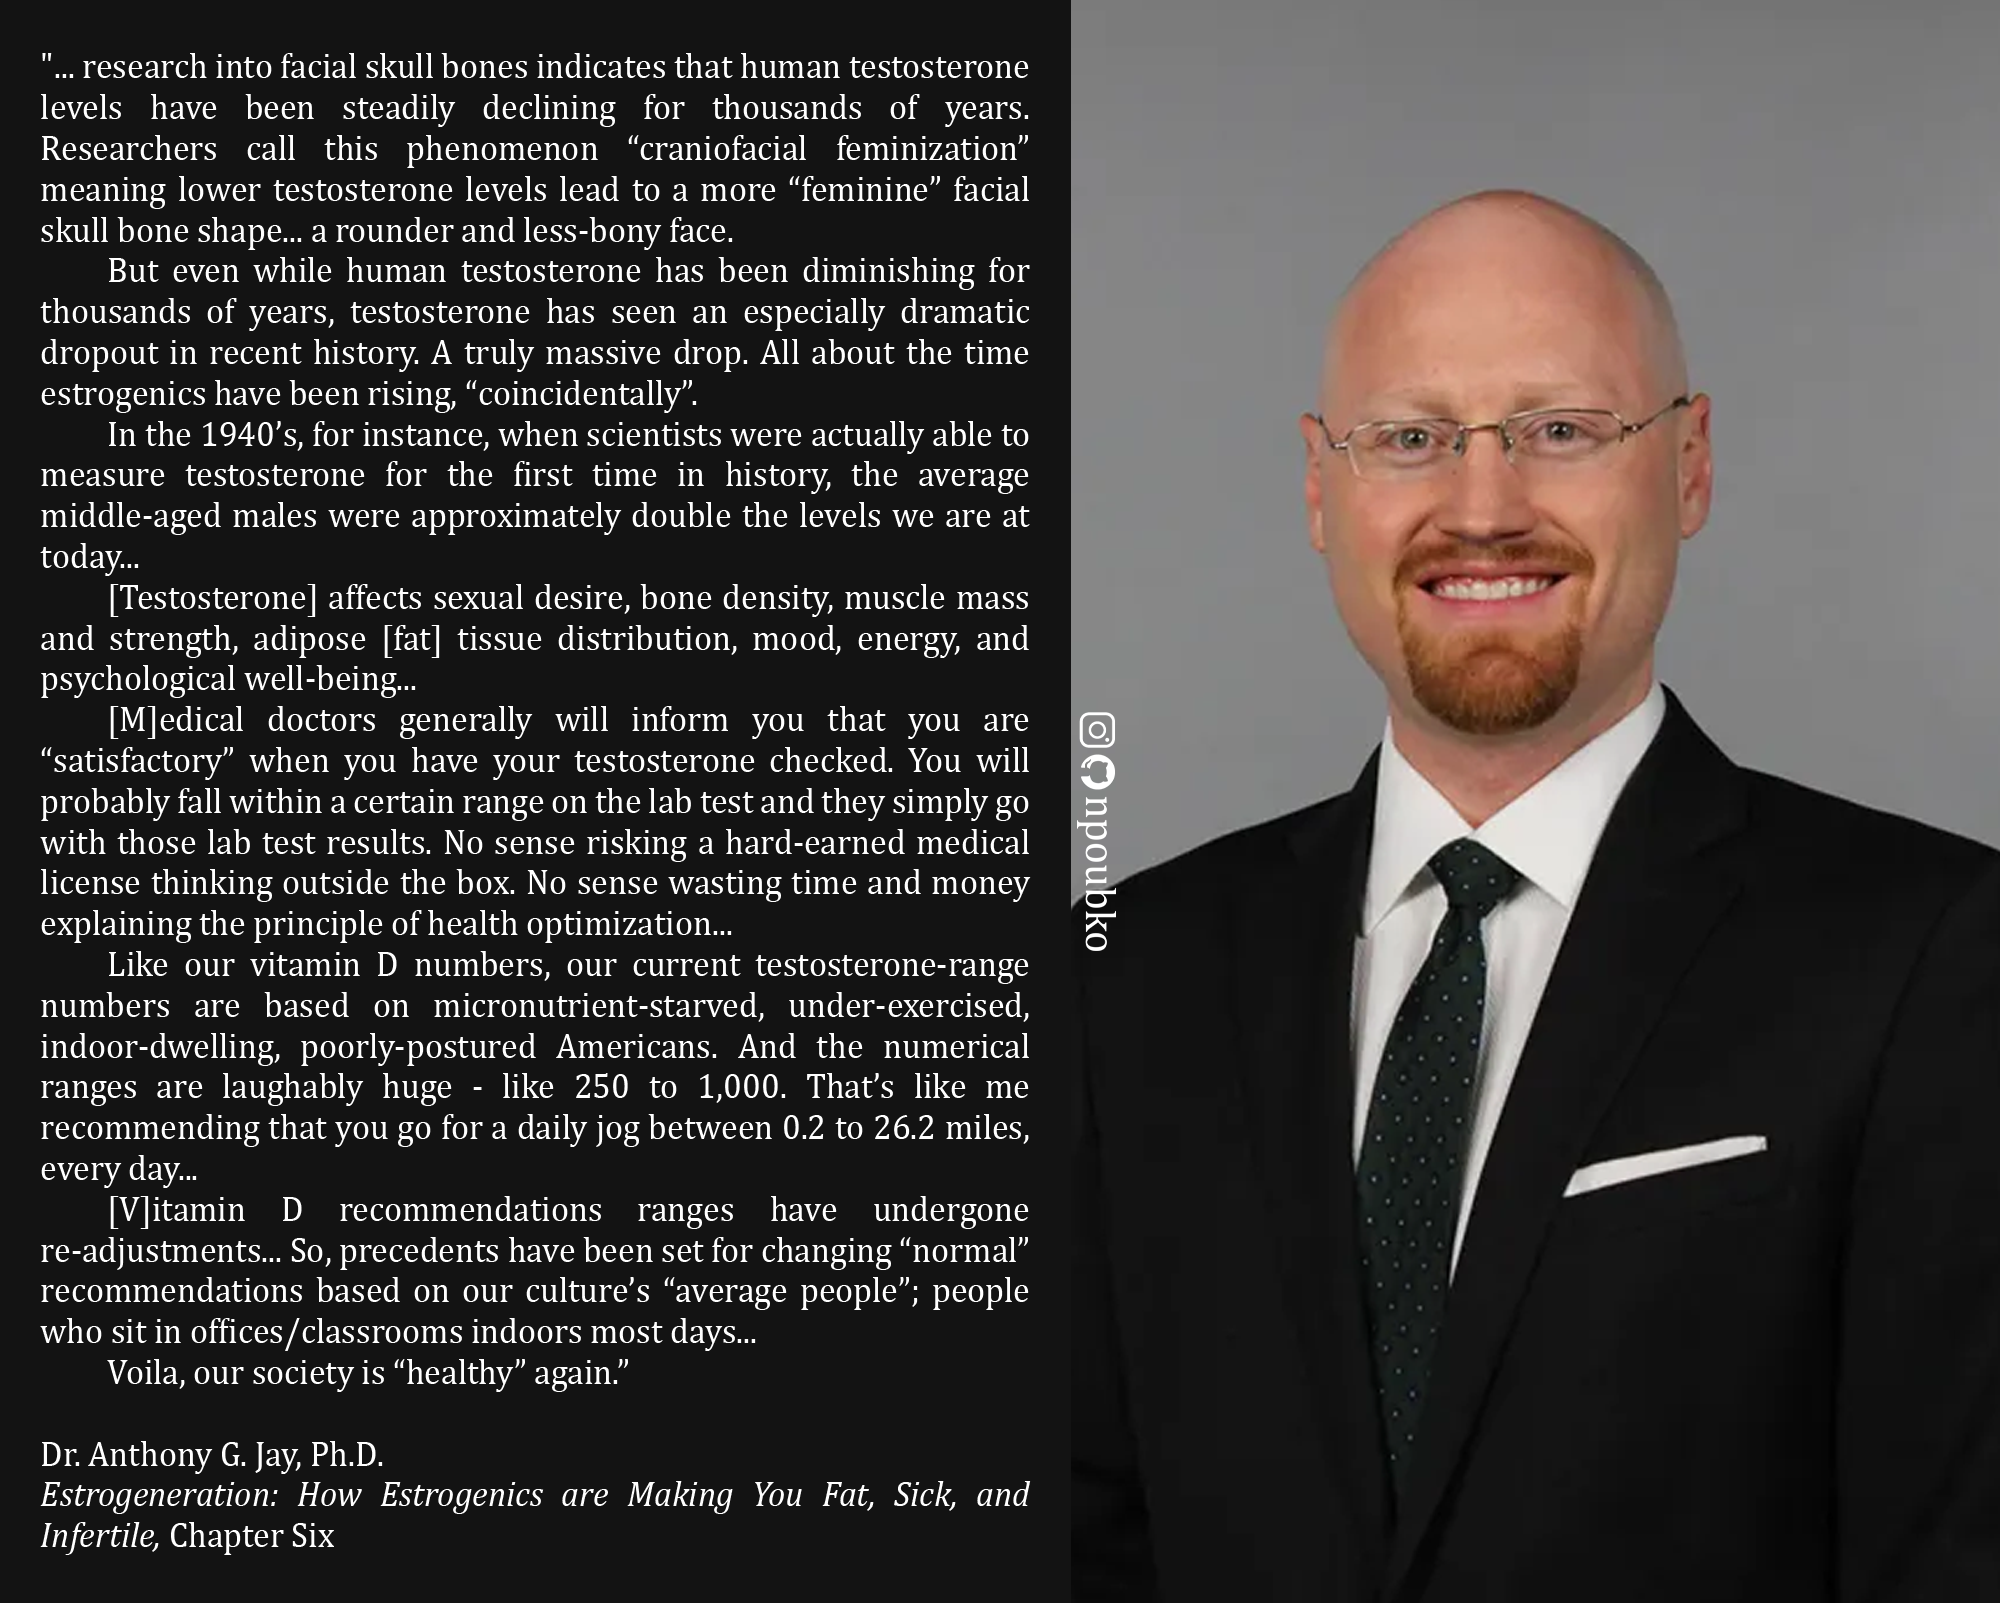 "... research into facial skull bones indicates that human testosterone
levels have been steadily declining for thousands of years.
Researchers call this phenomenon “craniofacial feminization”
meaning lower testosterone levels lead to a more “feminine” facial
skull bone shape... a rounder and less-bony face.
But even while human testosterone has been diminishing for
thousands of years, testosterone has seen an especially dramatic
dropout in recent history. A truly massive drop. All about the time
estrogenics have been rising, “coincidentally”.
In the 1940’s, for instance, when scientists were actually able to
measure testosterone for the first time in history, the average
middle-aged males were approximately double the levels we are at
today...
[Testosterone] affects sexual desire, bone density, muscle mass
and strength, adipose [fat] tissue distribution, mood, energy, and
psychological well-being...
[M]edical doctors generally will inform you that you are
“satisfactory” when you have your testosterone checked. You will
probably fall within a certain range on the lab test and they simply go
with those lab test results. No sense risking a hard-earned medical
license thinking outside the box. No sense wasting time and money
explaining the principle of health optimization...
Like our vitamin D numbers, our current testosterone-range
numbers are based on micronutrient-starved, under-exercised,
indoor-dwelling, poorly-postured Americans. And the numerical
ranges are laughably huge - like 250 to 1,000. That’s like me
recommending that you go for a daily jog between 0.2 to 26.2 miles,
every day...
[V]itamin D recommendations ranges have undergone
re-adjustments... So, precedents have been set for changing “normal”
recommendations based on our culture’s “average people”; people
who sit in offices/classrooms indoors most days...
Voila, our society is “healthy” again.”
Dr. Anthony G. Jay, Ph.D.
Estrogeneration: How Estrogenics are Making You Fat, Sick, and
Infertile, Chapter Six
npoubko